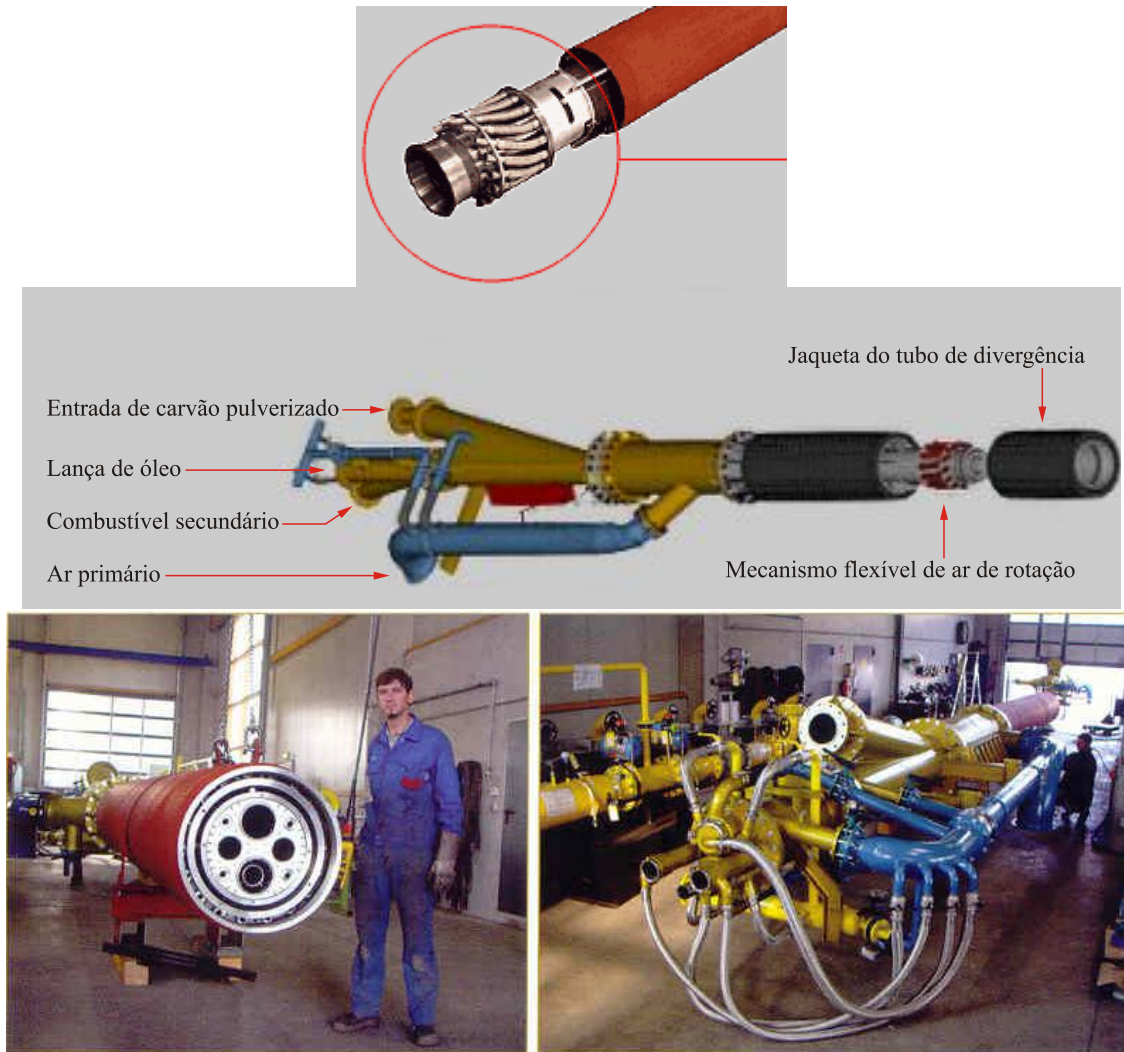 Jaqueta do tubo de divergência
Entrada de carvão pulverizado
Lança de óleo
Combustível secundário
Ar primário
Mecanismo flexível de ar de rotação